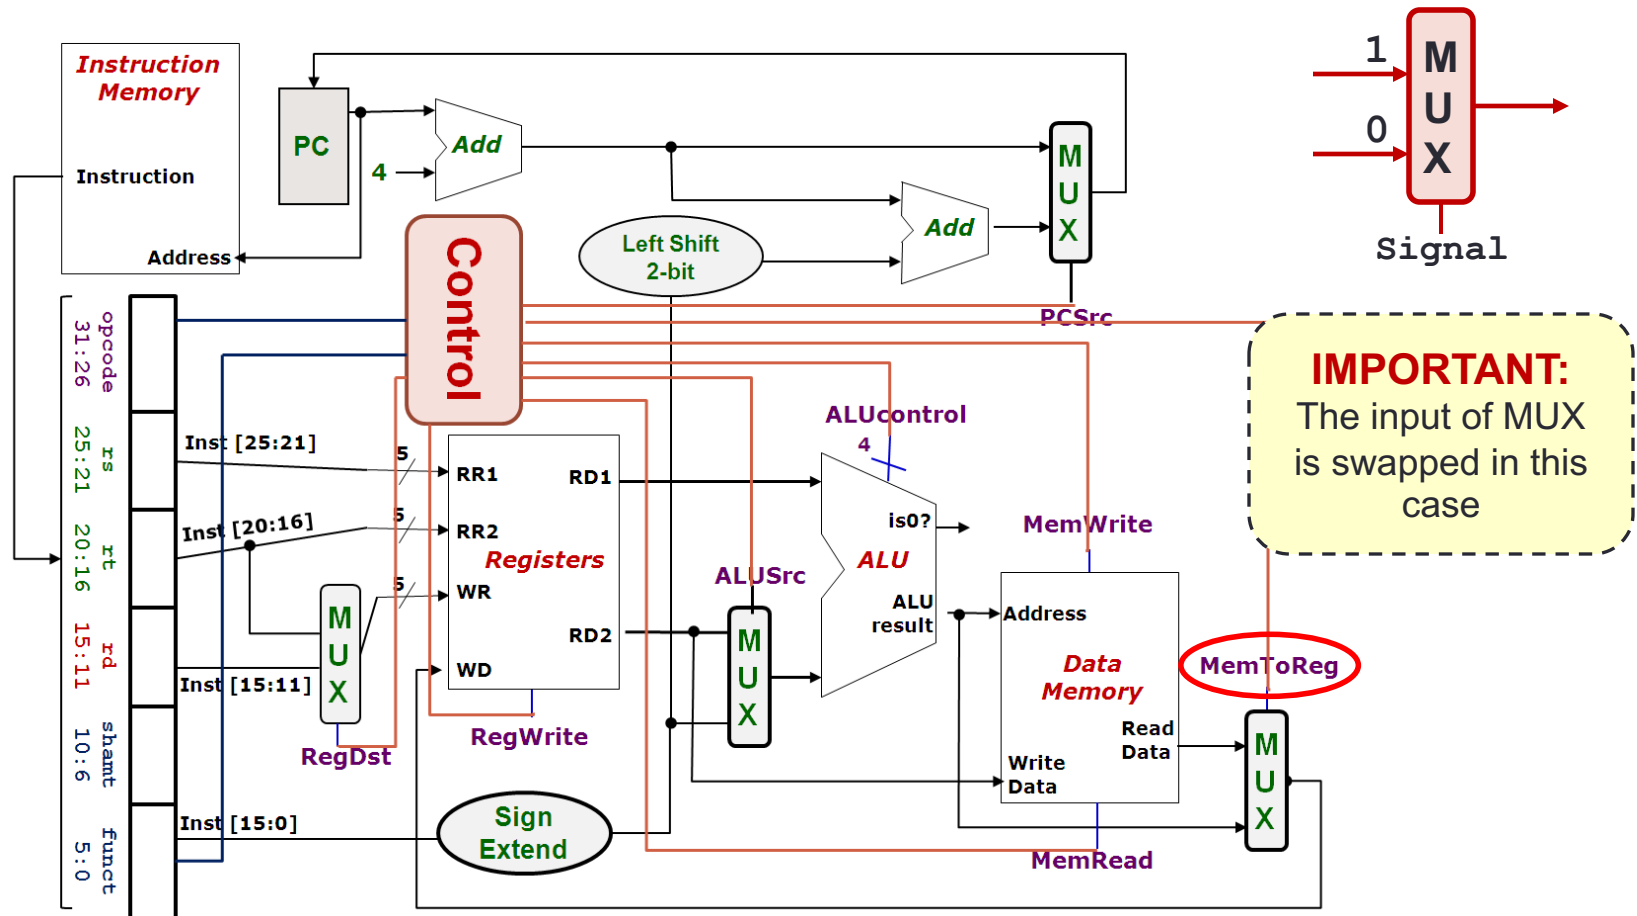 Instruction
Memory
Instruction
Address
PC
4
Add
Left Shift
2-bit
Add
M
U
X
PCSrc
1
0
M
U
X
Signal
Control
IMPORTANT:
The input of MUX
is swapped in this
case
opcode
31:26
rs
25:21
rt
20:16
rd
15:11
shamt
10:6
funct
5:0
Inst [25:21]
5
Inst [20:16]
5
5
M
U
X
Inst [15:11]
RegDst
Inst [15:0]
Sign
Extend
RR1
RR2
WR
WD
Registers
RD1
RD2
RegWrite
ALUSrc
M
U
X
ALUcontrol
4
is0?
ALU
ALU
result
MemWrite
Address
Data
Memory
Read
Data
Write
Data
MemRead
MemToReg
M
U
X